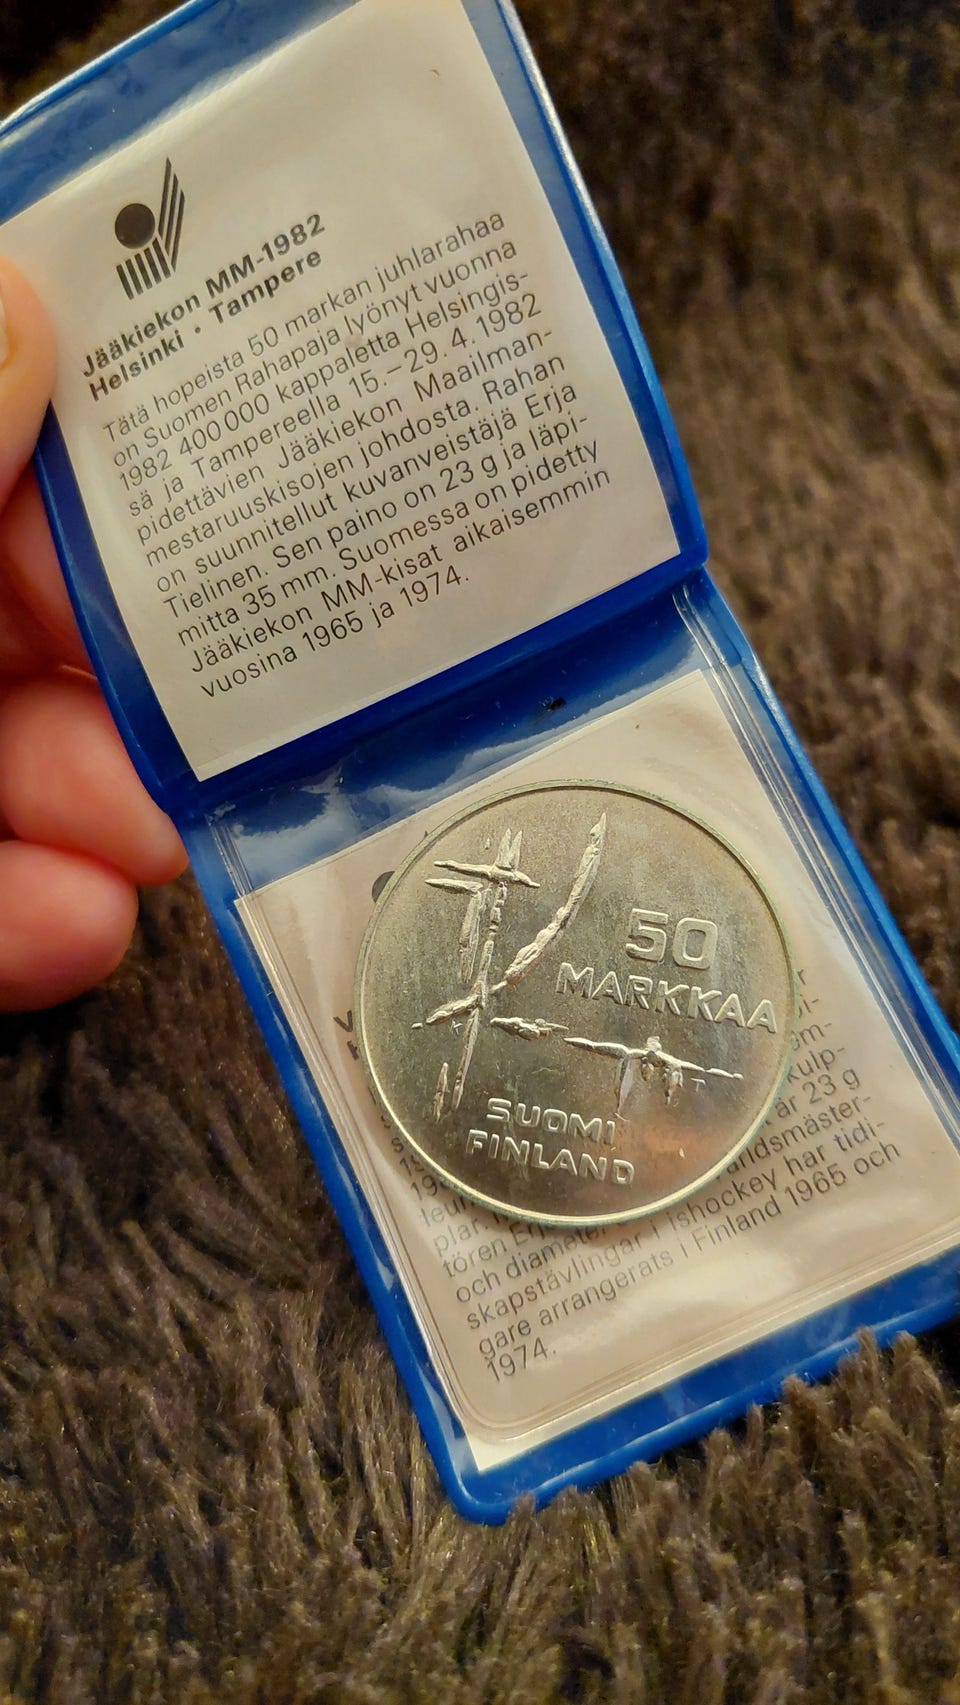 Jääkiekon MM-1982
Helsinki • Tampere
Tätä hopeista 50 markan juhlarahaa
on Suomen Rahapaja lyönyt vuonna
1982 400 000 kappaletta Helsingis-
sä ja Tampereella 15.–29. 4. 1982
pidettävien Jääkiekon Maailman-
mestaruuskisojen johdosta. Rahan
on suunnitellut kuvanveistäjä Erja
Tielinen. Sen paino on 23 g ja läpi-
mitta 35 mm. Suomessa on pidetty
Jääkiekon MM-kisat aikaisemmin
vuosina 1965 ja 1974.
50
MARKKAA
K T
SUOMI
FINLAND
är 23 g
och diameter
skapstävlingar i Ishockey har tidi-
gare arrangerats i Finland 1965 och
1974.